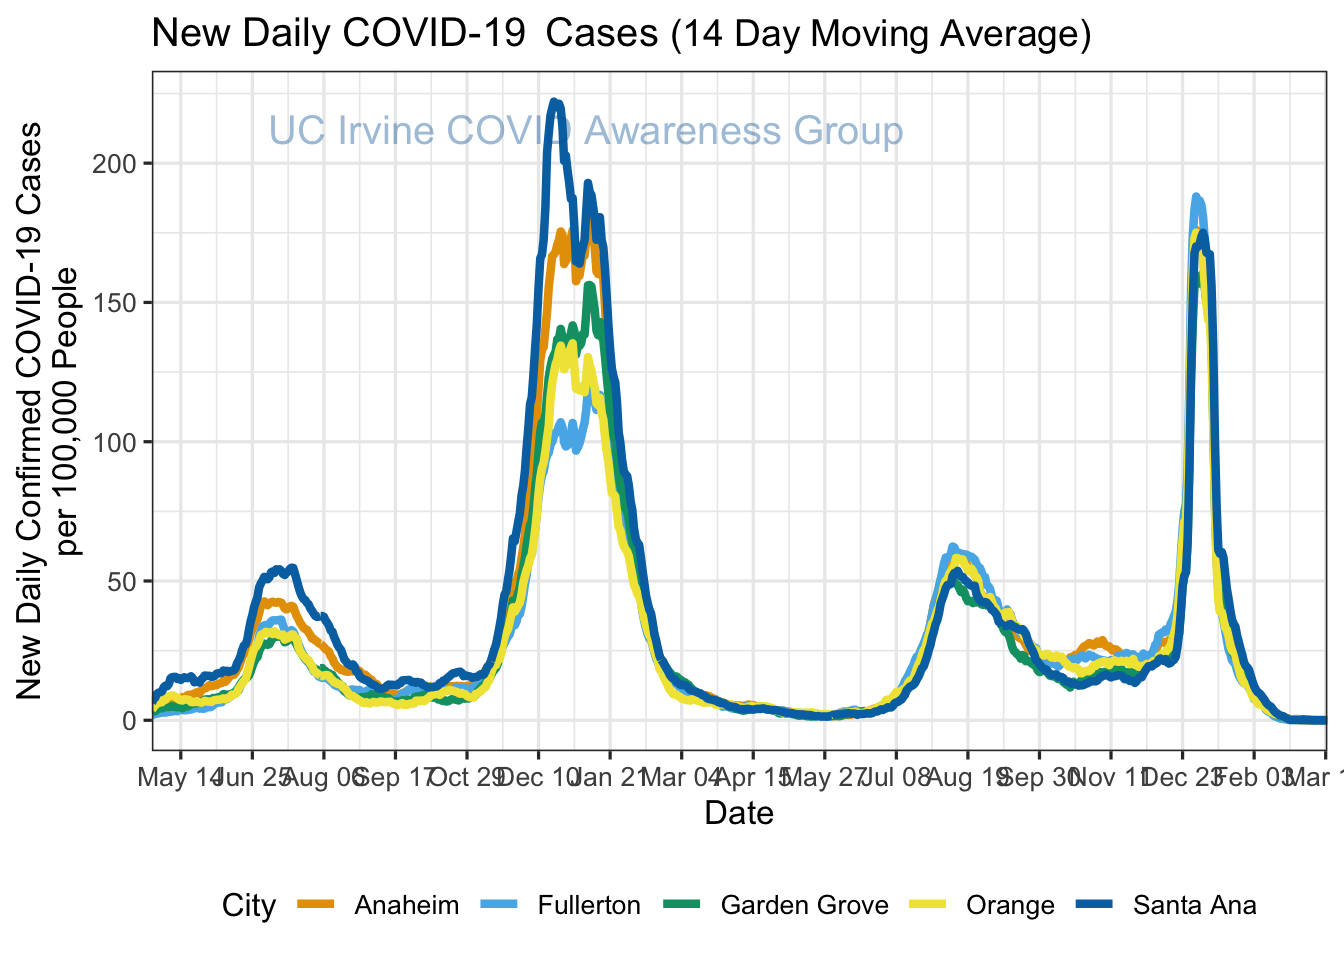 New Daily COVID-19 Cases (14 Day Moving Average)
UC Irvine COVID Awareness Group
New Daily Confirmed COVID-19 Cases
per 100,000 People
200
150
100
50
0
May 14 Jun 25 Aug 06 Sep 17 Oct 29 Dec 10 Jan 21 Mar 04 Apr 15 May 27 Jul 08 Aug 19 Sep 30 Nov 11 Dec 23 Feb 03 Mar 1
Date
City Anaheim Fullerton Garden Grove Orange Santa Ana